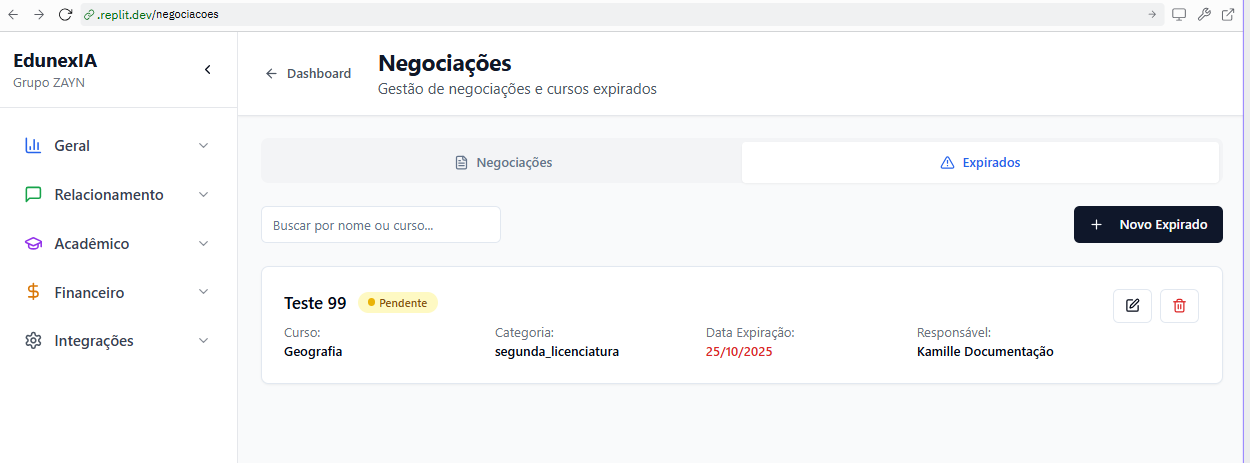 .replit.dev/negociacoes
EdunexIA
Grupo ZAYN
Dashboard
Negociações
Gestão de negociações e cursos expirados
Geral
Relacionamento
Acadêmico
Financeiro
Integrações
Negociações
Expirados
Buscar por nome ou curso...
Novo Expirado
Teste 99
Pendente
Curso:
Geografia
Categoria:
segunda_licenciatura
Data Expiração:
25/10/2025
Responsável:
Kamille Documentação